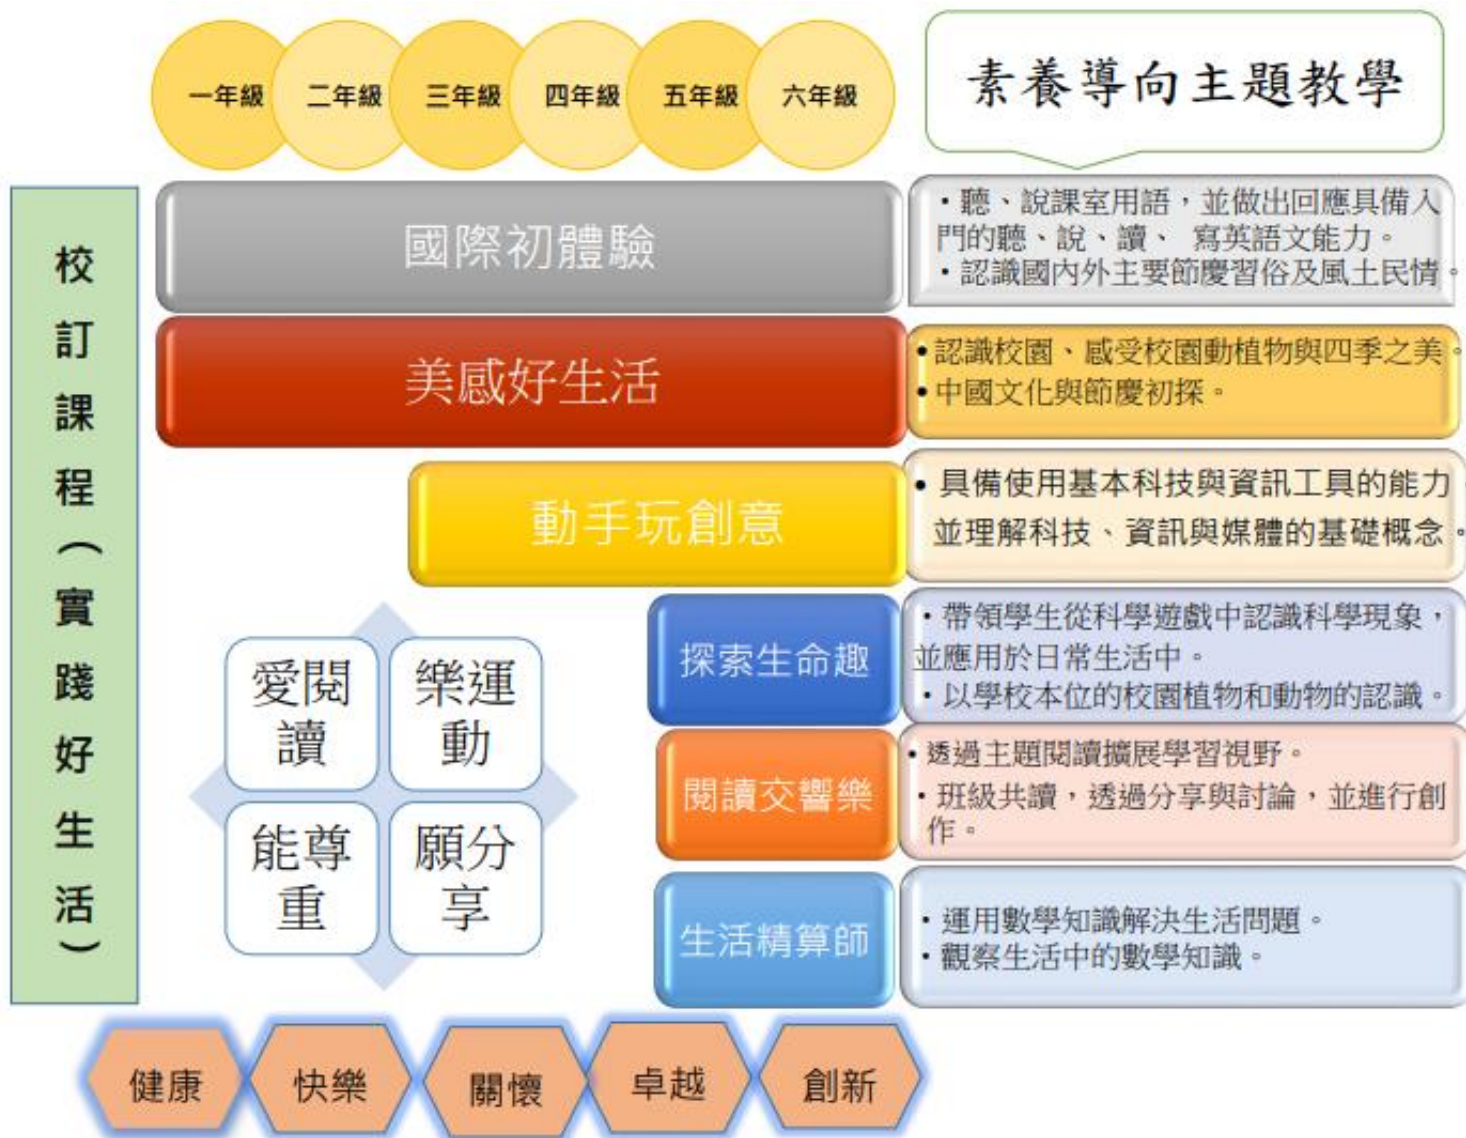 一年級
二年級
三年級
四年級
五年級
六年級
素養導向主題教學
校訂課程（實踐好生活）
國際初體驗
・聽、說課室用語，並做出回應具備入
門的聽、說、讀、 寫英語文能力。
・認識國內外主要節慶習俗及風土民情。
美感好生活
•認識校園、感受校園動植物與四季之美。
•中國文化與節慶初探。
動手玩創意
• 具備使用基本科技與資訊工具的能力，
並理解科技、資訊與媒體的基礎概念。
探索生命趣
・帶領學生從科學遊戲中認識科學現象，
並應用於日常生活中。
・以學校本位的校園植物和動物的認識。
閱讀交響樂
・透過主題閱讀擴展學習視野。
・班級共讀，透過分享與討論，並進行創
作。
生活精算師
・運用數學知識解決生活問題。
・觀察生活中的數學知識。
愛閱
讀
樂運
動
能尊
重
願分
享
健康
快樂
關懷
卓越
創新